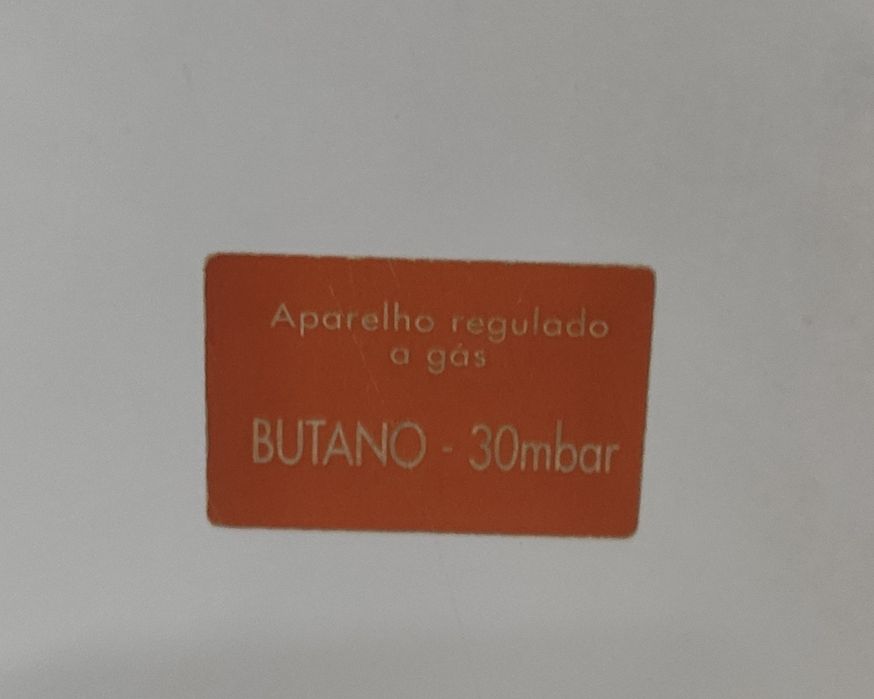 Aparelho regulado
a gás
BUTANO - 30mbar